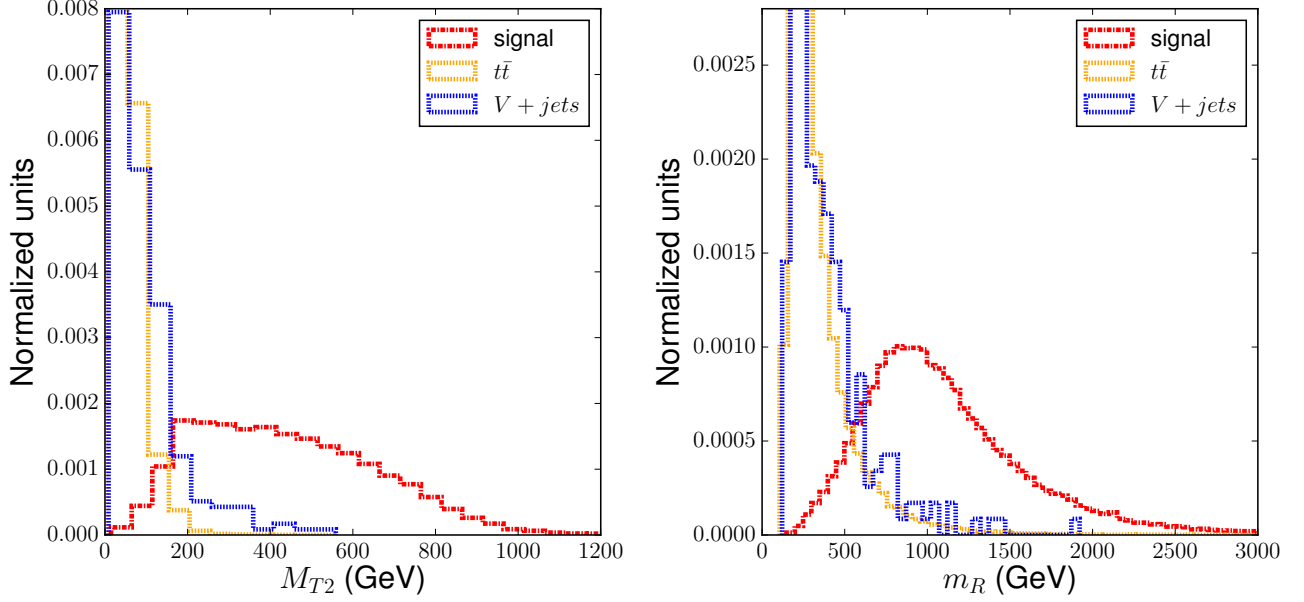 Normalized units
0.008
0.007
0.006
0.005
0.004
0.003
0.002
0.001
0.000
0 200 400 600 800 1000 1200
M_{T2} (GeV)
signal
tt̄
V + jets
Normalized units
0.0025
0.0020
0.0015
0.0010
0.0005
0.0000
0 500 1000 1500 2000 2500 3000
m_R (GeV)
signal
tt̄
V + jets